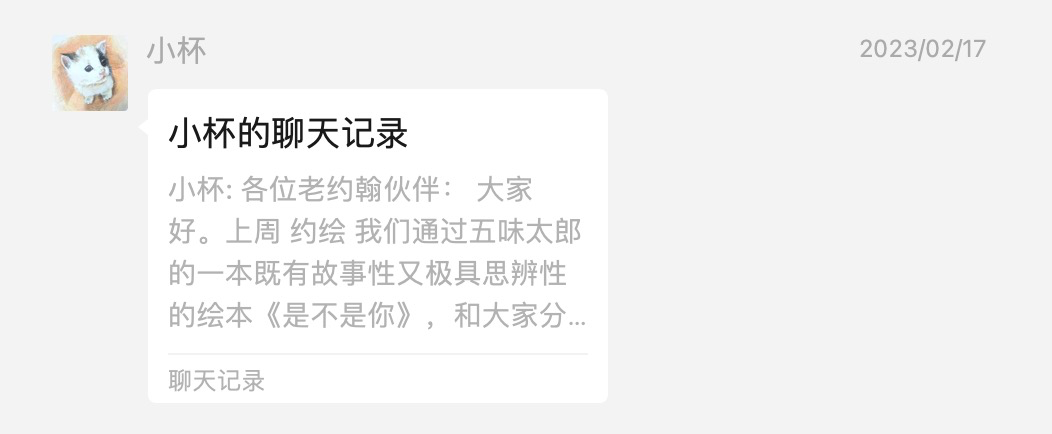 小杯
2023/02/17
小杯的聊天记录
小杯: 各位老约翰伙伴： 大家
好。上周 约绘 我们通过五味太郎
的一本既有故事性又极具思辨性
的绘本《是不是你》，和大家分...
聊天记录